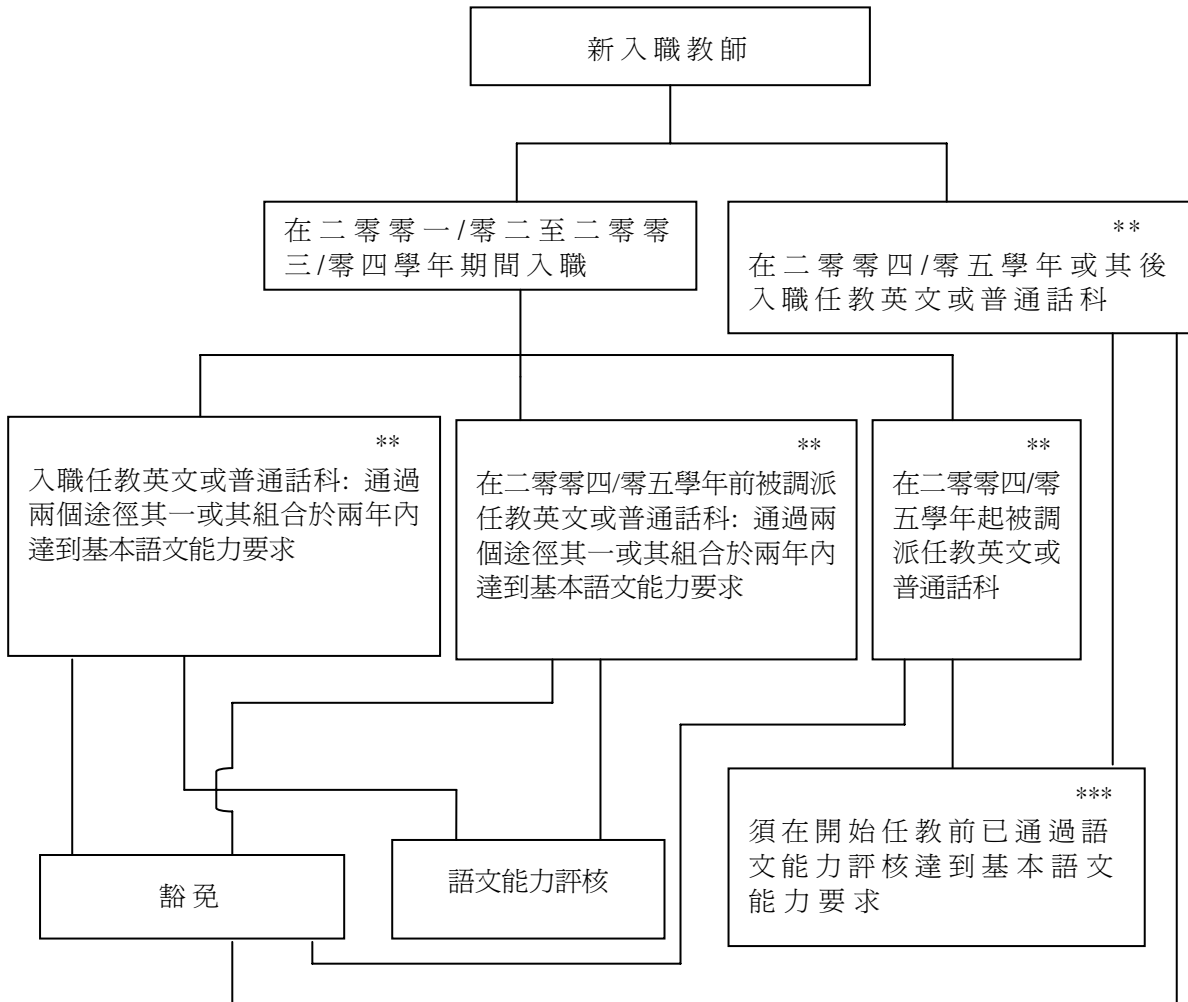 新入職教師
在二零零一/零二至二零零
三/零四學年期間入職
**
在二零零四/零五學年或其後
入職任教英文或普通話科
**
入職任教英文或普通話科: 通過
兩個途徑其一或其組合於兩年內
達到基本語文能力要求
**
在二零零四/零五學年前被調派
任教英文或普通話科: 通過兩
個途徑其一或其組合於兩年內
達到基本語文能力要求
**
在二零零四/零
五學年起被調
派任教英文或
普通話科
豁免
語文能力評核
***
須在開始任教前已通過語
文能力評核達到基本語文
能力要求